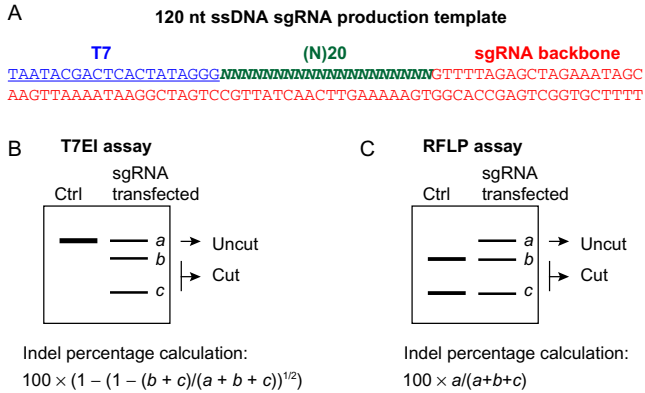 A
120 nt ssDNA sgRNA production template
T7 (N)20 sgRNA backbone
TAATACGACTCACTATAGGGNNNNNNNNNNNNNNNNNNNNGTTTTAGAGCTAGAAATAGC
AAGTTAAAATAAGGCTAGTCCGTTATCAACTTGAAAAAGTGGCACCGAGTCGGTGCTTTT
B T7EI assay
Ctrl sgRNA
transfected
a Uncut
b
Cut
c
Indel percentage calculation:
100 × (1 – (1 – (b + c)/(a + b + c))^1/2)
C RFLP assay
Ctrl sgRNA
transfected
a Uncut
b
Cut
c
Indel percentage calculation:
100 × a/(a+b+c)